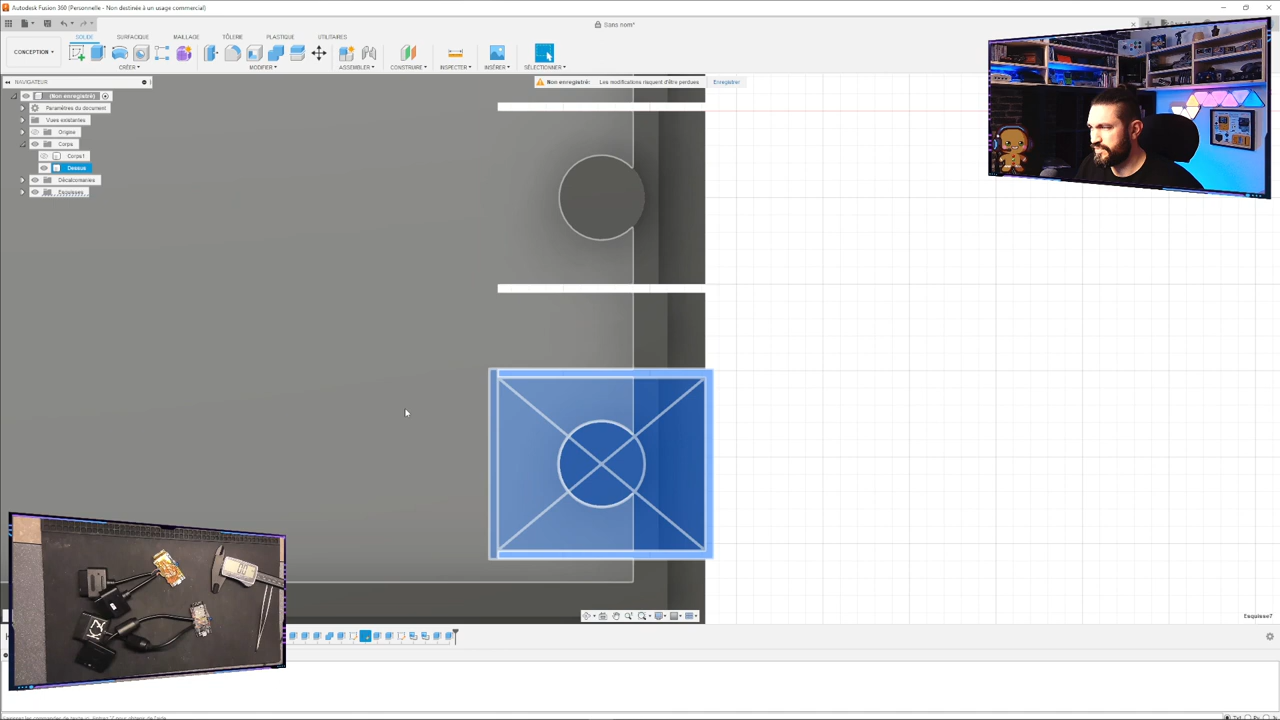 Autodesk Fusion 360 (Personnelle - Non destinée à un usage commercial)
Sans nom*
CONCEPTION
SOLIDE
SURFACIQUE
MAILLAGE
TÔLERIE
PLASTIQUE
UTILITAIRES
CRÉER
MODIFIER
ASSEMBLER
CONSTRUIRE
INSPECTER
INSÉRER
SÉLECTIONNER
NAVIGATEUR
Non enregistré: Les modifications risquent d'être perdues Enregistrer
(Non enregistré)
Paramètres du document
Vues existantes
Origine
Corps
Corps1
Dessus
Décalcomanies
Esquisses
Esquisse7